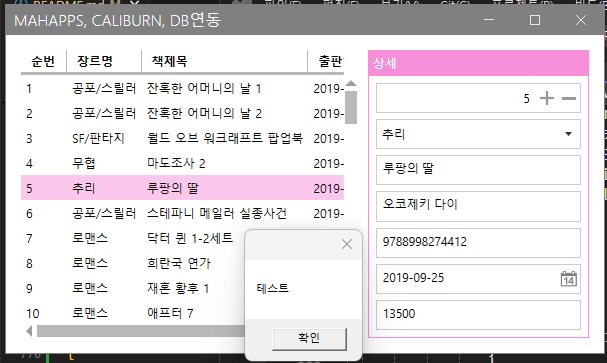 README.md M
MAHAPPS, CALIBURN, DB연동
순번 장르명 책제목 출판
1 공포/스릴러 잔혹한 어머니의 날 1 2019-
2 공포/스릴러 잔혹한 어머니의 날 2 2019-
3 SF/판타지 월드 오브 워크래프트 팝업북 2019-
4 무협 마도조사 2 2019-
5 추리 루팡의 딸 2019-
6 공포/스릴러 스테파니 메일러 실종사건 2019-
7 로맨스 닥터 퀸 1-2세트
8 로맨스 희란국 연가
9 로맨스 재혼 황후 1
10 로맨스 애프터 7
상세
5
추리
루팡의 딸
오코제키 다이
9788998274412
2019-09-25
14
13500
테스트
확인
{
}